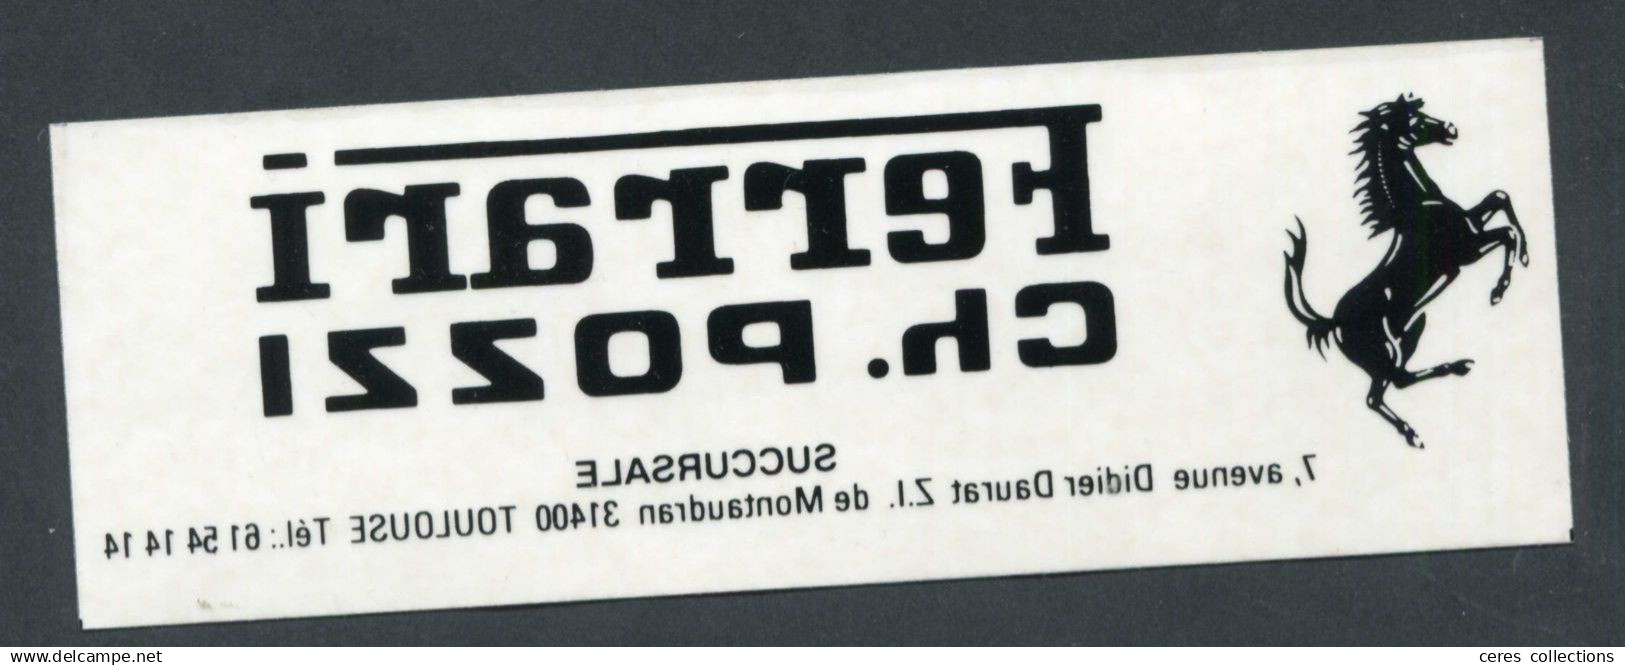 Ferrari
Ch. POZZI
SUCCURSALE
7, avenue Didier Daurat Z.I. de Montaudran 31400 TOULOUSE Tél.: 61 54 14 14
www.delcampe.net
ceres collections